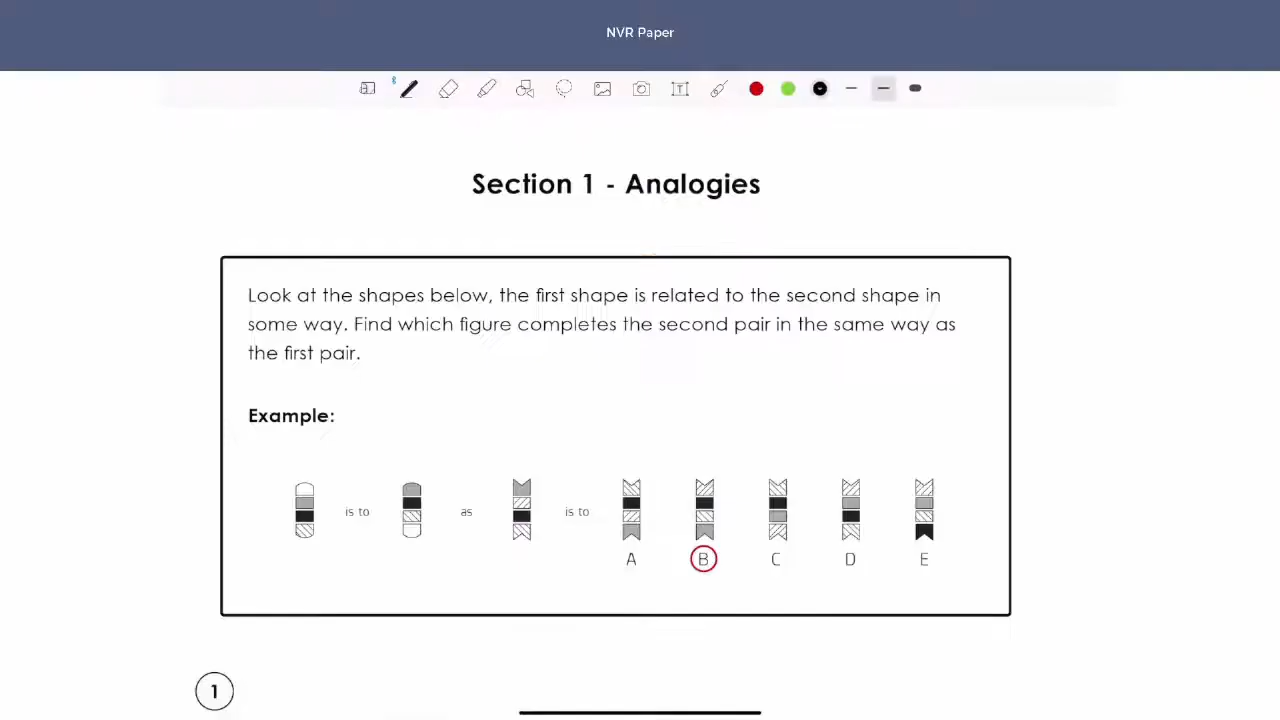 NVR Paper
Section 1 - Analogies
Look at the shapes below, the first shape is related to the second shape in
some way. Find which figure completes the second pair in the same way as
the first pair.
Example:
is to as is to
A B C D E
1